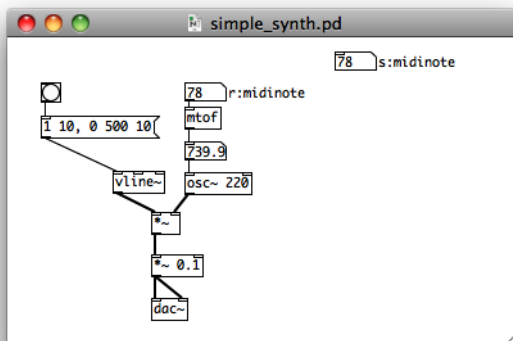 simple_synth.pd
78 s:midinote
78 r:midinote
mtof
1 10, 0 500 10
739.9
vline~
osc~ 220
*~
*~ 0.1
dac~